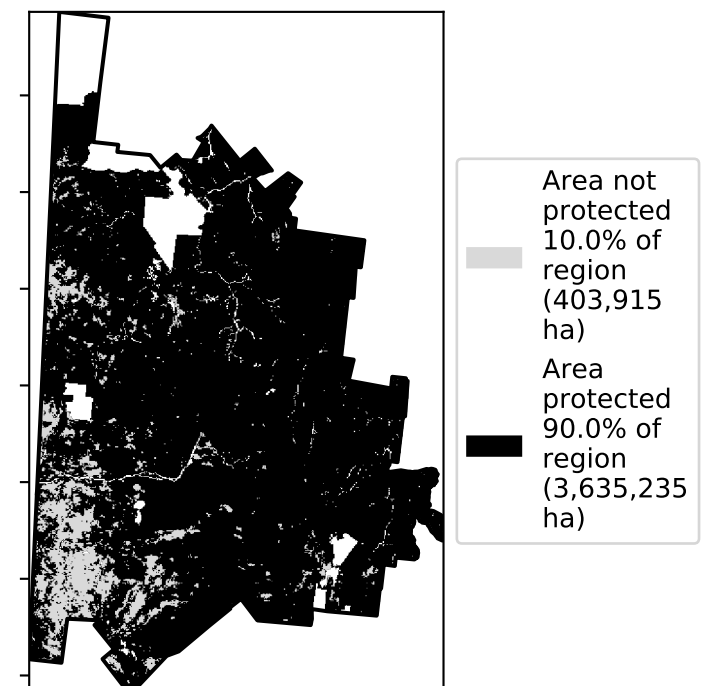 Area not
protected
10.0% of
region
(403,915
ha)
Area
protected
90.0% of
region
(3,635,235
ha)